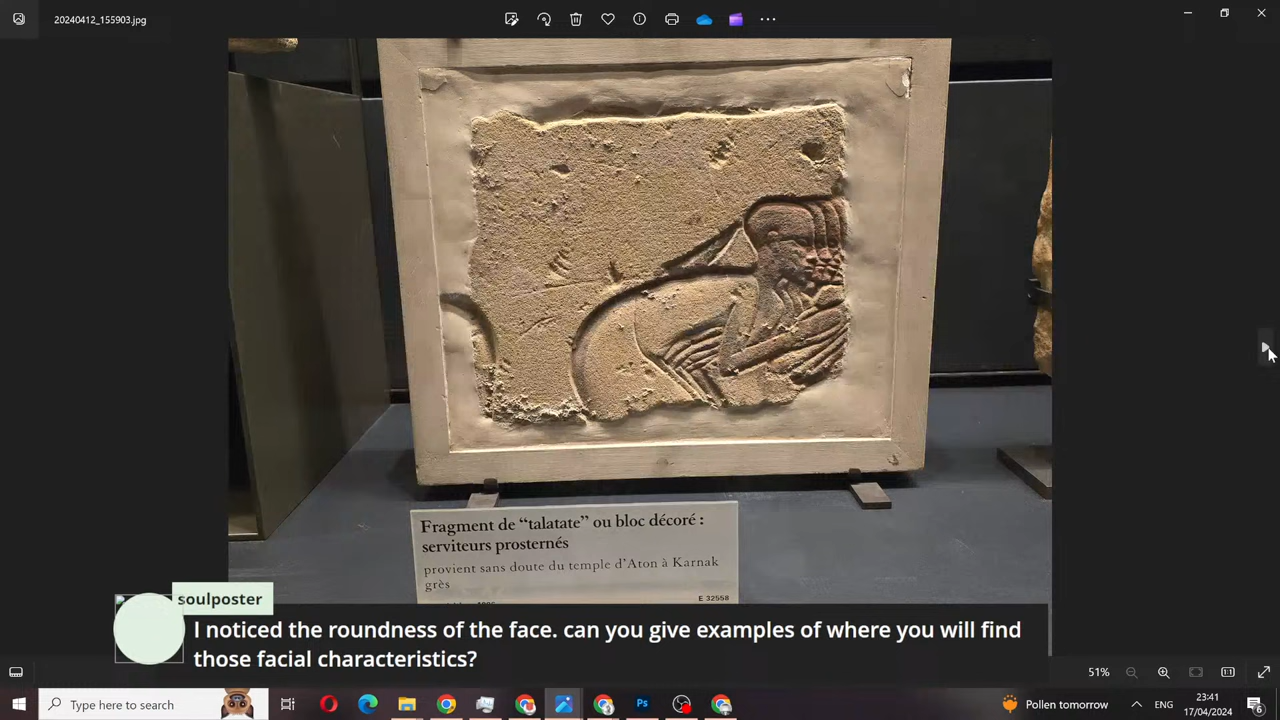 20240412_155903.jpg
Fragment de “talatate” ou bloc décoré :
serviteurs prosternés
provient sans doute du temple d’Aton à Karnak
grès
E 32558
soulposter
I noticed the roundness of the face. can you give examples of where you will find
those facial characteristics?
51%
Type here to search
Pollen tomorrow
ENG
23:41
17/04/2024
6